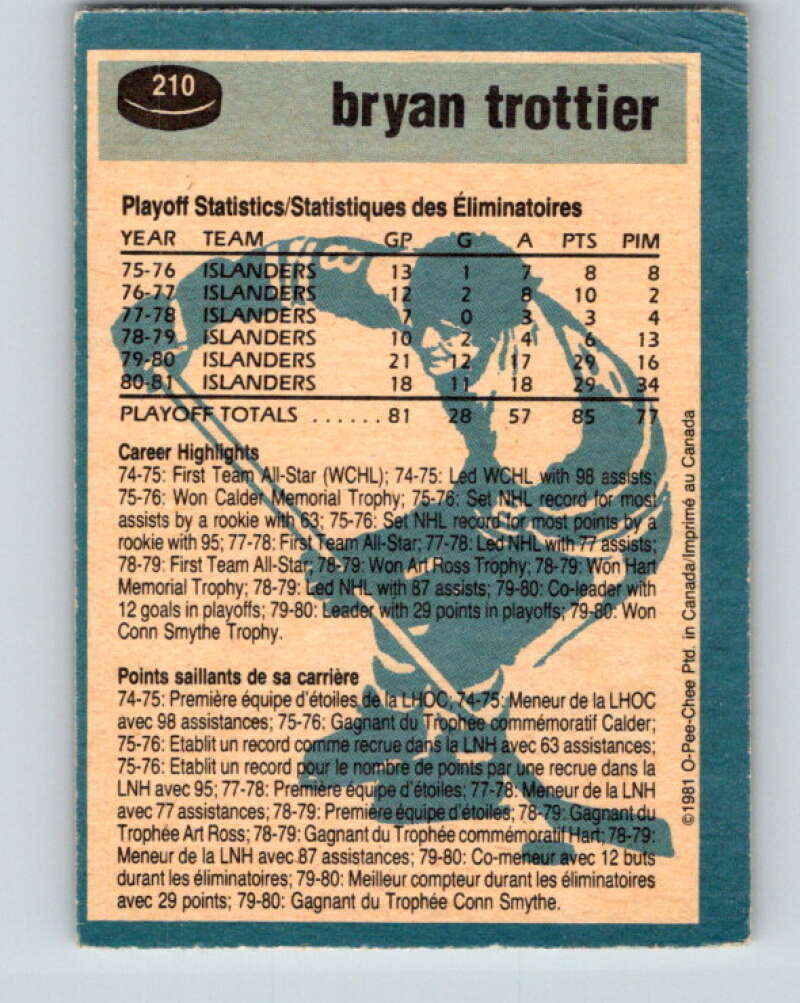 210
bryan trottier
Playoff Statistics/Statistiques des Éliminatoires
YEAR TEAM GP G A PTS PIM
75-76 ISLANDERS 13 1 7 8 8
76-77 ISLANDERS 12 2 8 10 2
77-78 ISLANDERS 7 0 3 3 4
78-79 ISLANDERS 10 2 4 6 13
79-80 ISLANDERS 21 12 17 29 16
80-81 ISLANDERS 18 11 18 29 34
PLAYOFF TOTALS ...... 81 28 57 85 77
Career Highlights
74-75: First Team All-Star (WCHL); 74-75: Led WCHL with 98 assists;
75-76: Won Calder Memorial Trophy; 75-76: Set NHL record for most
assists by a rookie with 63; 75-76: Set NHL record for most points by a
rookie with 95; 77-78: First Team All-Star; 77-78: Led NHL with 77 assists;
78-79: First Team All-Star; 78-79: Won Art Ross Trophy; 78-79: Won Hart
Memorial Trophy; 78-79: Led NHL with 87 assists; 79-80: Co-leader with
12 goals in playoffs; 79-80: Leader with 29 points in playoffs; 79-80: Won
Conn Smythe Trophy.
Points saillants de sa carrière
74-75: Première équipe d'étoiles de la LHOC; 74-75: Meneur de la LHOC
avec 98 assistances; 75-76: Gagnant du Trophée commémoratif Calder;
75-76: Etablit un record comme recrue dans la LNH avec 63 assistances;
75-76: Etablit un record pour le nombre de points par une recrue dans la
LNH avec 95; 77-78: Première équipe d'étoiles; 77-78: Meneur de la LNH
avec 77 assistances; 78-79: Première équipe d'étoiles; 78-79: Gagnant du
Trophée Art Ross; 78-79: Gagnant du Trophée commémoratif Hart; 78-79:
Meneur de la LNH avec 87 assistances; 79-80: Co-meneur avec 12 buts
durant les éliminatoires; 79-80: Meilleur compteur durant les éliminatoires
avec 29 points; 79-80: Gagnant du Trophée Conn Smythe.
©1981 O-Pee-Chee Ptd. in Canada/Imprimé au Canada